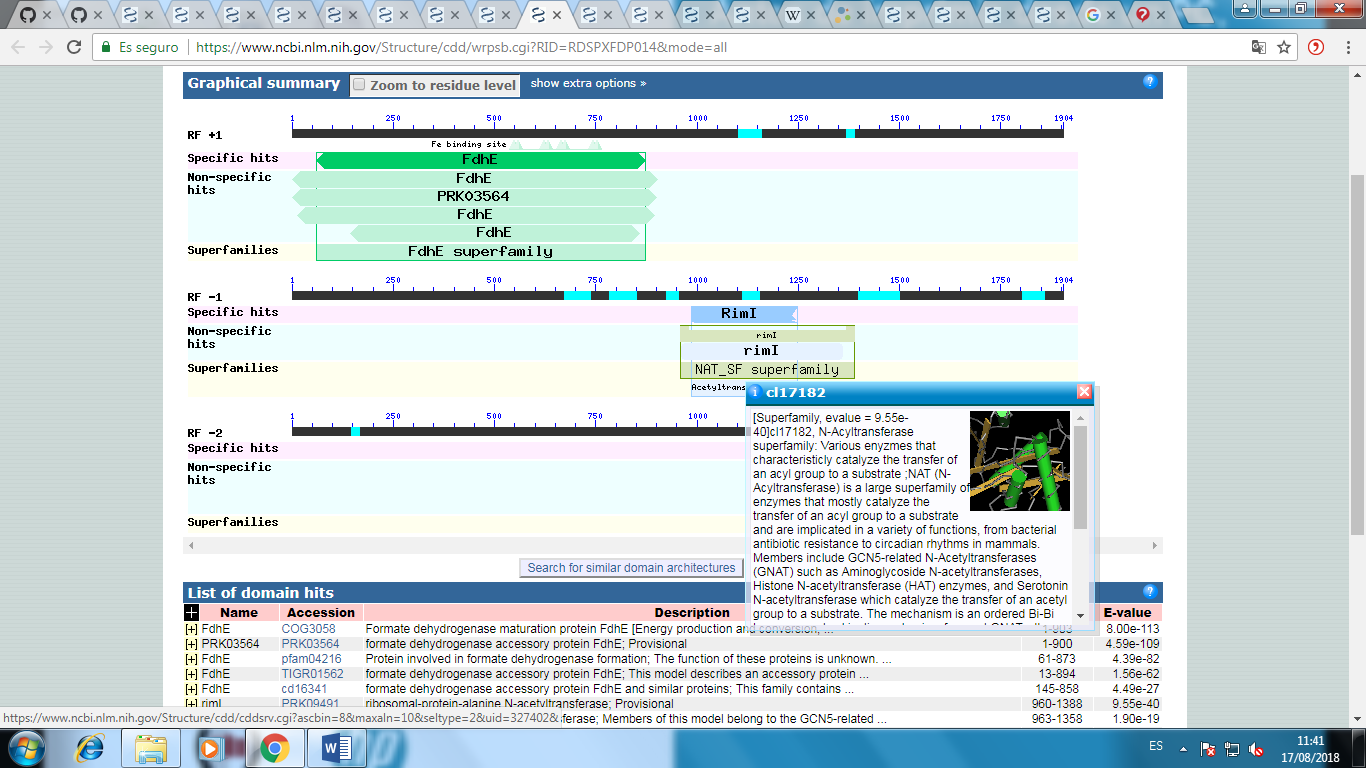 Es seguro | https://www.ncbi.nlm.nih.gov/Structure/cdd/wrpsb.cgi?RID=RDSPXFDP014&mode=all
Graphical summary Zoom to residue level show extra options »
1 250 500 750 1000 1250 1500 1750 1904
RF +1
Fe binding site
Specific hits FdhE
Non-specific hits FdhE
PRK03564
FdhE
FdhE
Superfamilies FdhE superfamily
1 250 500 750 1000 1250 1500 1750 1904
RF -1
Specific hits RimI
Non-specific hits rimI
rimI
Superfamilies NAT_SF superfamily
Acetyltrans
1 250 500 750 1000
RF -2
Specific hits
Non-specific hits
Superfamilies
cl17182
[Superfamily, evalue = 9.55e-
40]cl17182, N-Acyltransferase
superfamily: Various enyzmes that
characteristicly catalyze the transfer of
an acyl group to a substrate ;NAT (N-
Acyltransferase) is a large superfamily of
enzymes that mostly catalyze the
transfer of an acyl group to a substrate
and are implicated in a variety of functions, from bacterial
antibiotic resistance to circadian rhythms in mammals.
Members include GCN5-related N-Acetyltransferases
(GNAT) such as Aminoglycoside N-acetyltransferases,
Histone N-acetyltransferase (HAT) enzymes, and Serotonin
N-acetyltransferase which catalyze the transfer of an acetyl
group to a substrate. The mechanism is an ordered Bi-Bi
Search for similar domain architectures
List of domain hits
Name Accession Description E-value
[+] FdhE COG3058 Formate dehydrogenase maturation protein FdhE [Energy production and conversion, ... 1-903 8.00e-113
[+] PRK03564 PRK03564 formate dehydrogenase accessory protein FdhE; Provisional 1-900 4.59e-109
[+] FdhE pfam04216 Protein involved in formate dehydrogenase formation; The function of these proteins is unknown. ... 61-873 4.39e-82
[+] FdhE TIGR01562 formate dehydrogenase accessory protein FdhE; This model describes an accessory protein ... 13-894 1.56e-62
[+] FdhE cd16341 formate dehydrogenase accessory protein FdhE and similar proteins; This family contains ... 145-858 4.49e-27
[+] rimI PRK09491 ribosomal-protein-alanine N-acetyltransferase; Provisional 960-1388 9.55e-40
https://www.ncbi.nlm.nih.gov/Structure/cdd/cddsrv.cgi?ascbin=8&maxaln=10&seltype=2&uid=327402& ferase; Members of this model belong to the GCN5-related ... 963-1358 1.90e-19
ES 11:41
17/08/2018